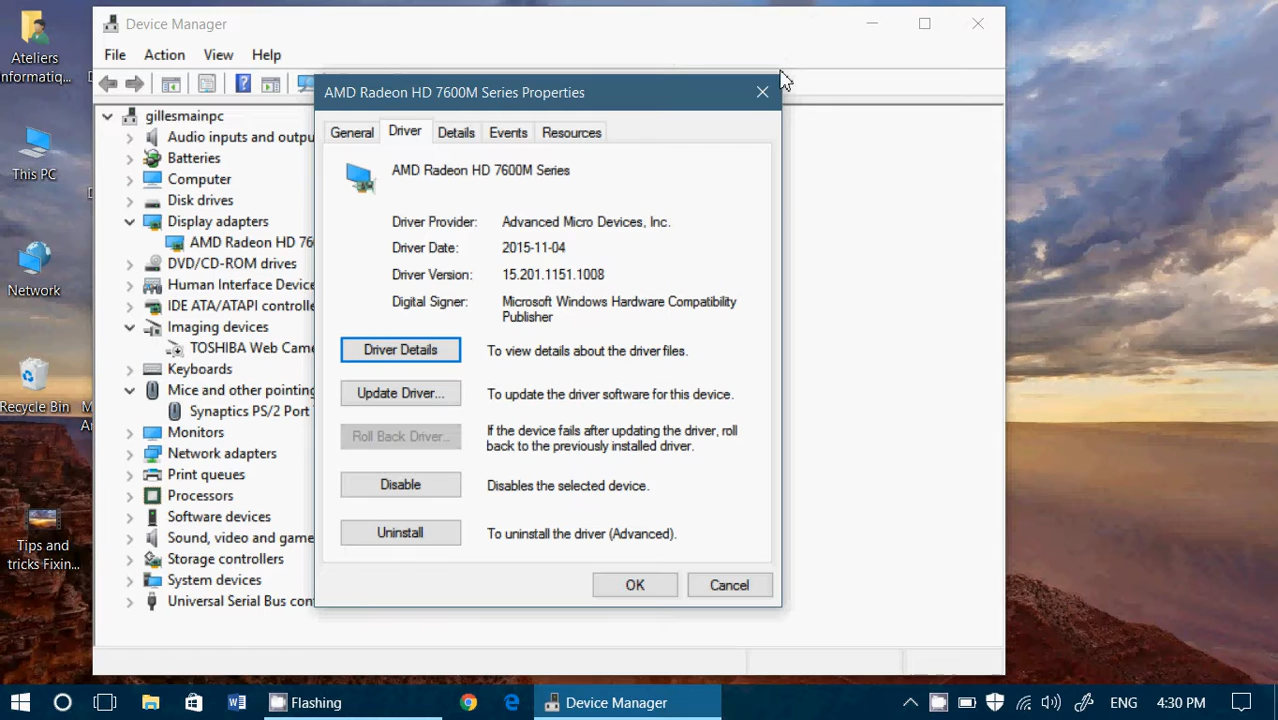 Device Manager
File Action View Help
Ateliers
informatiq...
This PC
Network
Recycle Bin
Tips and
tricks Fixin...
gillesmainpc
Audio inputs and outpu
Batteries
Computer
Disk drives
Display adapters
AMD Radeon HD 76
DVD/CD-ROM drives
Human Interface Device
IDE ATA/ATAPI controlle
Imaging devices
TOSHIBA Web Came
Keyboards
Mice and other pointing
Synaptics PS/2 Port
Monitors
Network adapters
Print queues
Processors
Software devices
Sound, video and game
Storage controllers
System devices
Universal Serial Bus con
AMD Radeon HD 7600M Series Properties
General Driver Details Events Resources
AMD Radeon HD 7600M Series
Driver Provider: Advanced Micro Devices, Inc.
Driver Date: 2015-11-04
Driver Version: 15.201.1151.1008
Digital Signer: Microsoft Windows Hardware Compatibility
Publisher
Driver Details To view details about the driver files.
Update Driver... To update the driver software for this device.
Roll Back Driver... If the device fails after updating the driver, roll
back to the previously installed driver.
Disable Disables the selected device.
Uninstall To uninstall the driver (Advanced).
OK Cancel
Flashing
Device Manager
ENG 4:30 PM